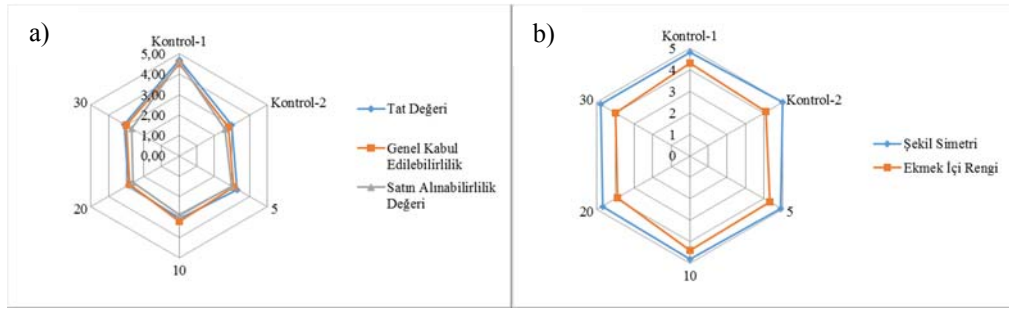 a)
Kontrol-1
5,00
4,00
3,00
2,00
1,00
0,00
Kontrol-2
5
10
20
30
Tat Değeri
Genel Kabul
Edilebilirlilik
Satın Alınabilirlilik
Değeri
b)
Kontrol-1
5
4
3
2
1
0
Kontrol-2
5
10
20
30
Şekil Simetri
Ekmek İçi Rengi